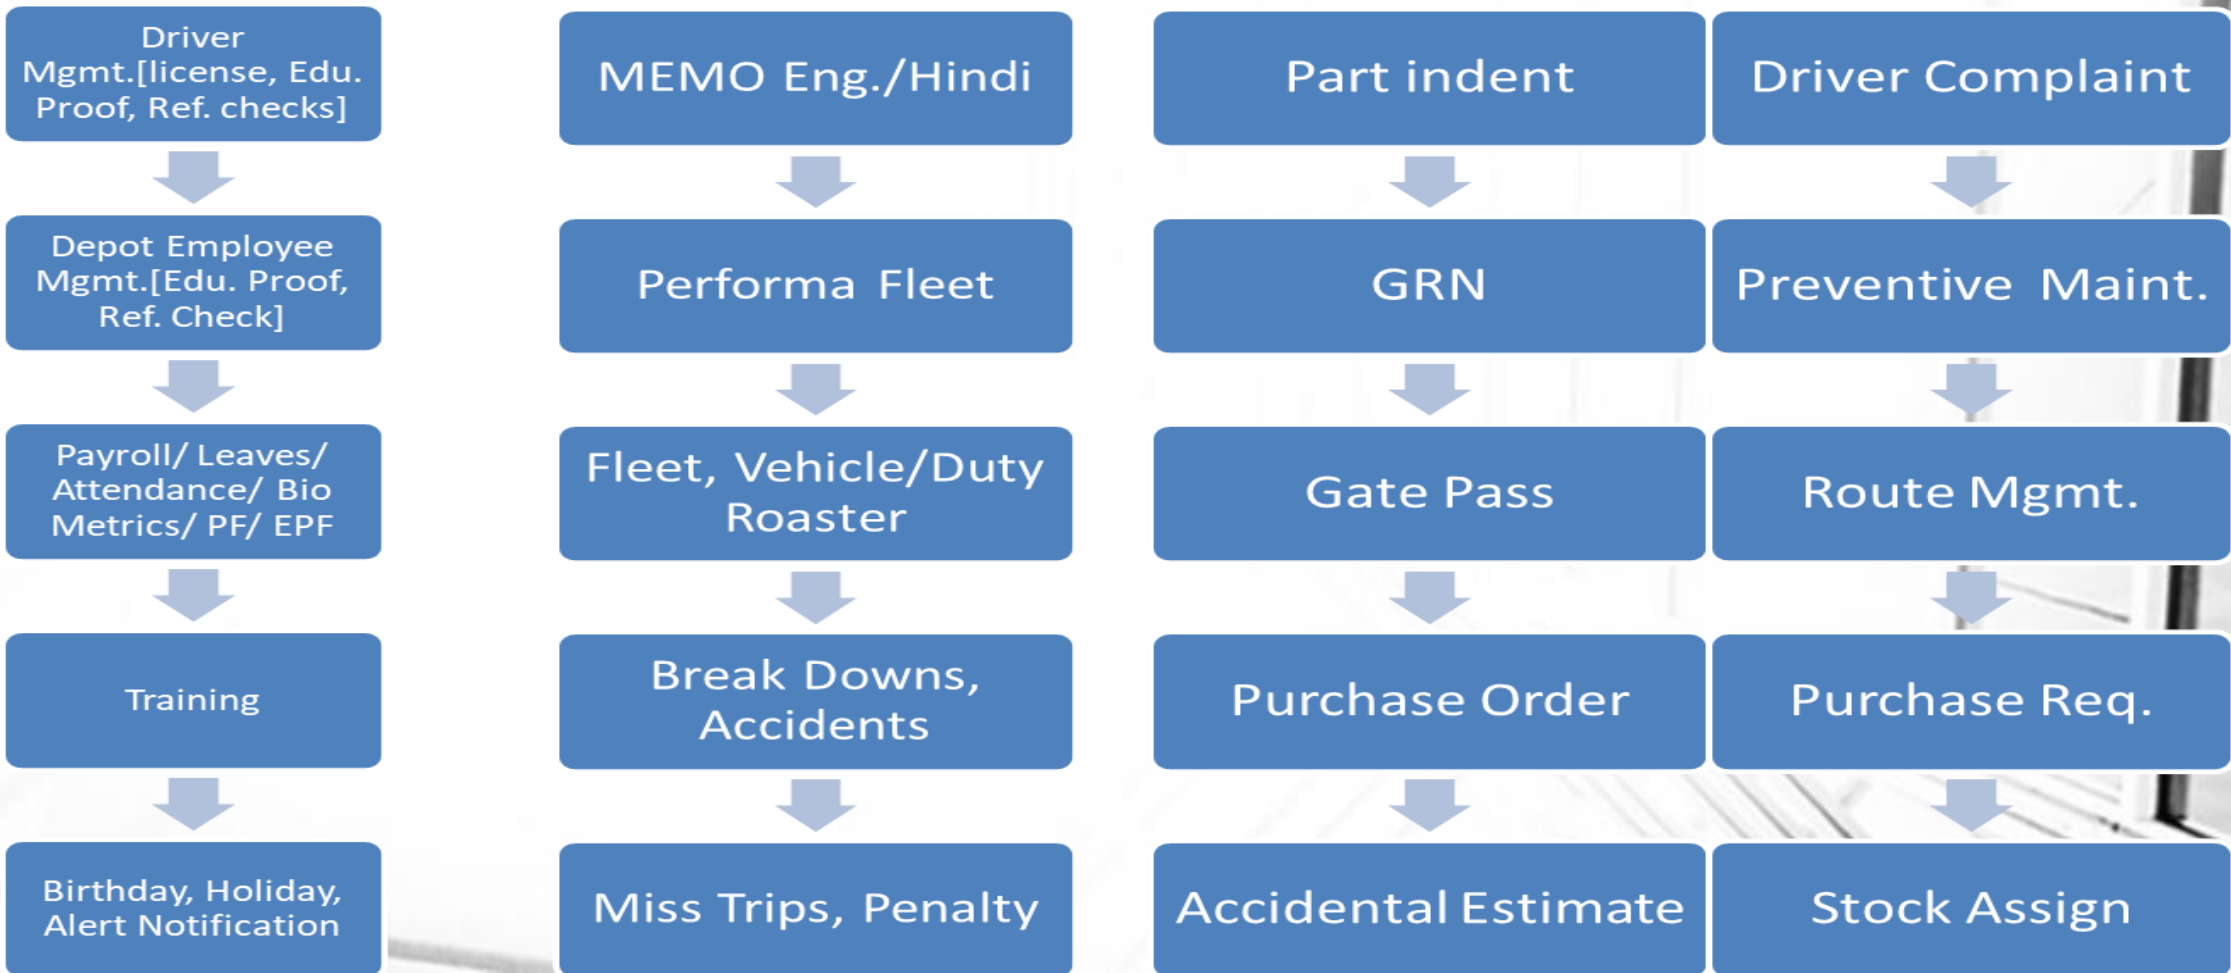 Driver
Mgmt.[license, Edu.
Proof, Ref. checks]
Depot Employee
Mgmt.[Edu. Proof,
Ref. Check]
Payroll/ Leaves/
Attendance/ Bio
Metrics/ PF/ EPF
Training
Birthday, Holiday,
Alert Notification
MEMO Eng./Hindi
Performa Fleet
Fleet, Vehicle/Duty
Roaster
Break Downs,
Accidents
Miss Trips, Penalty
Part indent
GRN
Gate Pass
Purchase Order
Accidental Estimate
Driver Complaint
Preventive Maint.
Route Mgmt.
Purchase Req.
Stock Assign